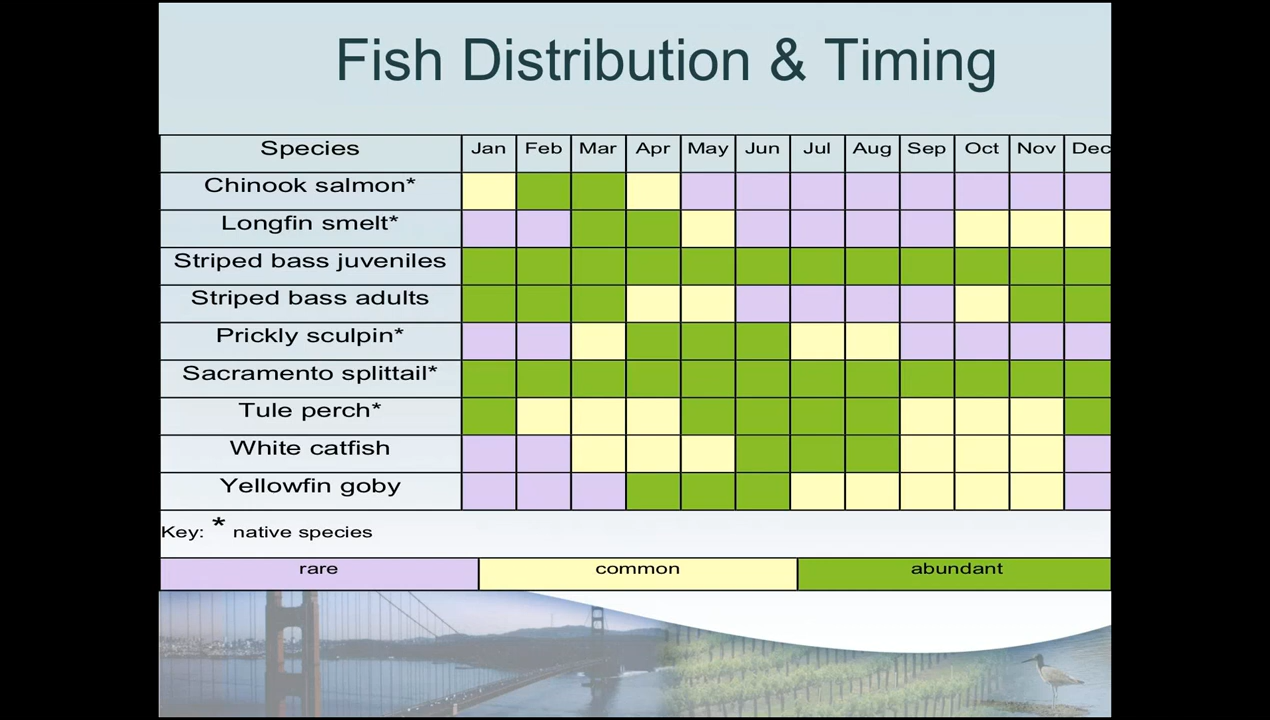 Fish Distribution & Timing
Species Jan Feb Mar Apr May Jun Jul Aug Sep Oct Nov Dec
Chinook salmon*
Longfin smelt*
Striped bass juveniles
Striped bass adults
Prickly sculpin*
Sacramento splittail*
Tule perch*
White catfish
Yellowfin goby
Key: * native species
rare common abundant